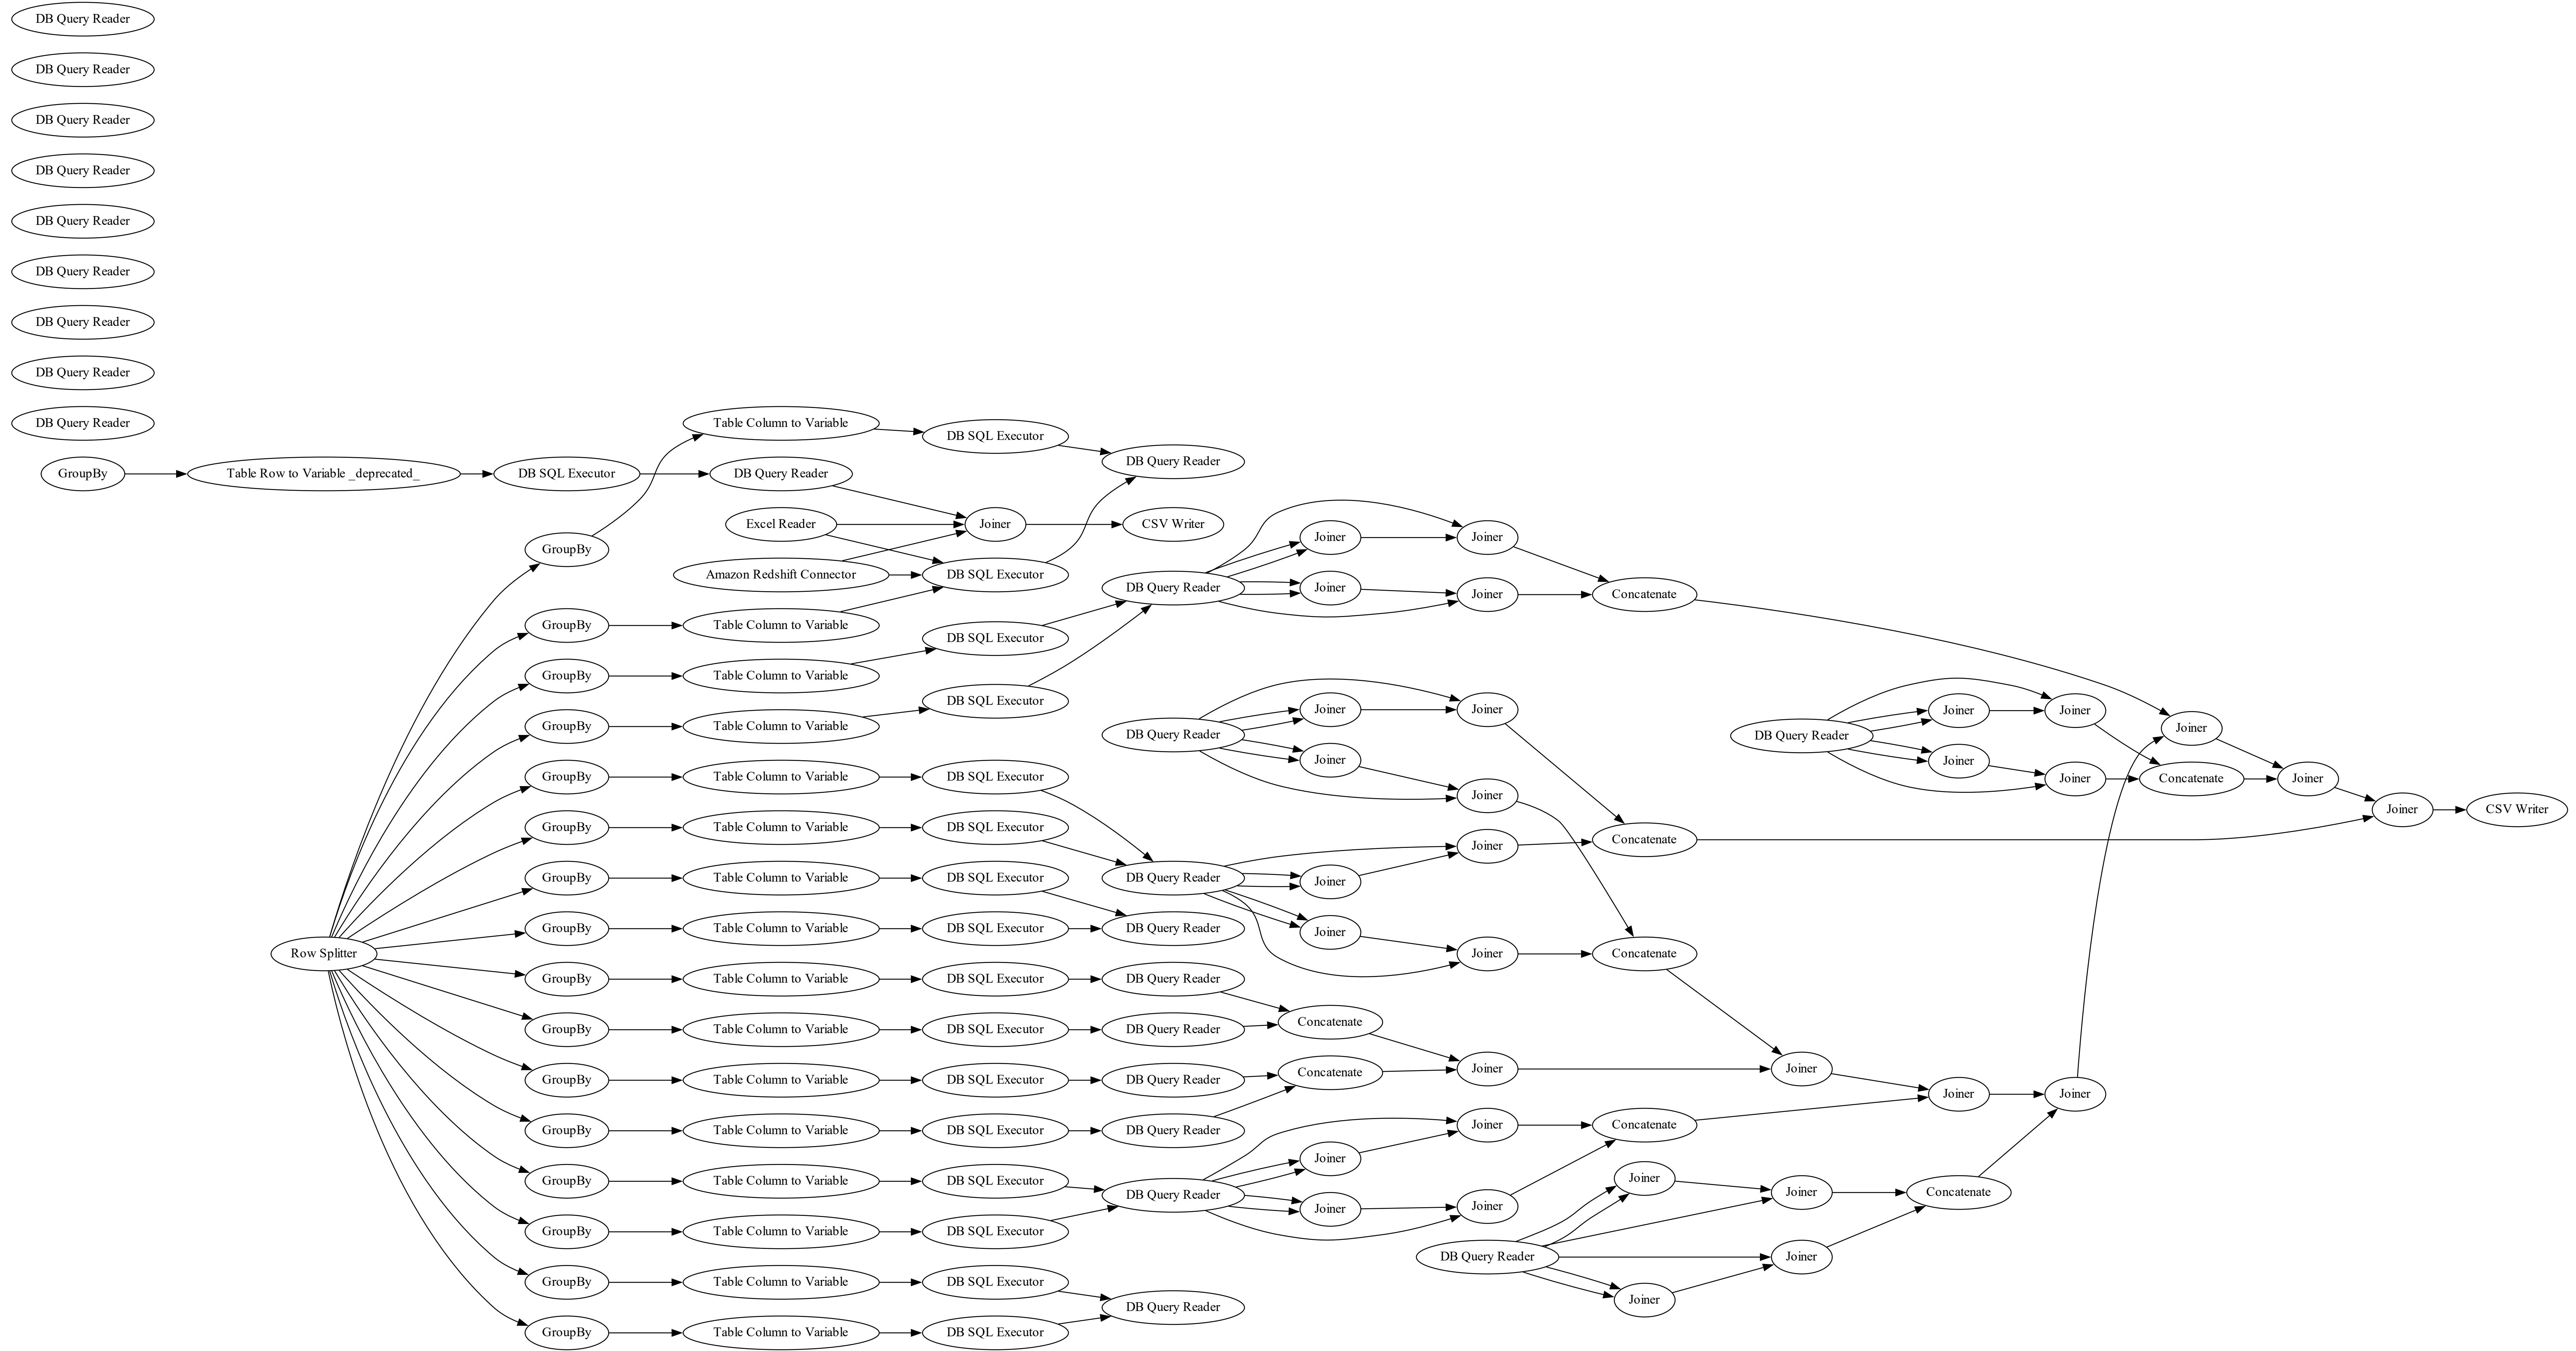 DB Query Reader
DB Query Reader
DB Query Reader
DB Query Reader
DB Query Reader
DB Query Reader
DB Query Reader
DB Query Reader
DB Query Reader
Table Column to Variable
DB SQL Executor
DB Query Reader
GroupBy
Table Row to Variable _deprecated_
DB SQL Executor
DB Query Reader
Excel Reader
Joiner
CSV Writer
GroupBy
Amazon Redshift Connector
DB SQL Executor
DB Query Reader
Joiner
Joiner
Joiner
Joiner
Concatenate
GroupBy
Table Column to Variable
DB SQL Executor
GroupBy
Table Column to Variable
DB SQL Executor
GroupBy
Table Column to Variable
DB Query Reader
Joiner
Joiner
Joiner
Joiner
DB Query Reader
Joiner
Joiner
Joiner
Joiner
Concatenate
Joiner
Joiner
Joiner
CSV Writer
GroupBy
Table Column to Variable
DB SQL Executor
GroupBy
Table Column to Variable
DB SQL Executor
Joiner
Concatenate
GroupBy
Table Column to Variable
DB SQL Executor
DB Query Reader
Joiner
GroupBy
Table Column to Variable
DB SQL Executor
DB Query Reader
Joiner
Row Splitter
Joiner
Concatenate
GroupBy
Table Column to Variable
DB SQL Executor
DB Query Reader
Concatenate
GroupBy
Table Column to Variable
DB SQL Executor
DB Query Reader
GroupBy
Table Column to Variable
DB SQL Executor
DB Query Reader
Concatenate
Joiner
Joiner
Joiner
Joiner
GroupBy
Table Column to Variable
DB SQL Executor
DB Query Reader
Joiner
Concatenate
GroupBy
Table Column to Variable
DB SQL Executor
DB Query Reader
Joiner
Joiner
Joiner
Joiner
Joiner
Concatenate
GroupBy
Table Column to Variable
DB SQL Executor
DB Query Reader
Joiner
Joiner
GroupBy
Table Column to Variable
DB SQL Executor
DB Query Reader
GroupBy
Table Column to Variable
DB SQL Executor